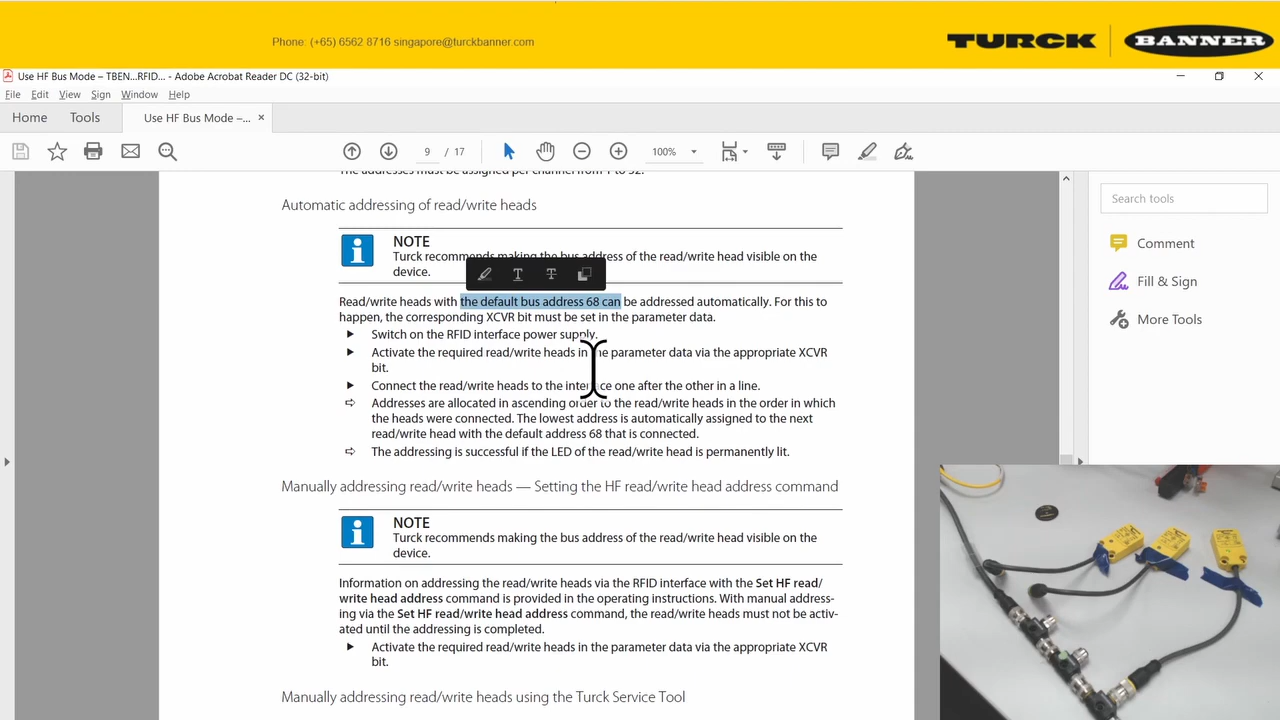 Phone: (+65) 6562 8716 singapore@turckbanner.com
TURCK
BANNER
Use HF Bus Mode – TBEN...RFID... - Adobe Acrobat Reader DC (32-bit)
File Edit View Sign Window Help
Home Tools Use HF Bus Mode –... ×
9 / 17 100%
The addresses must be assigned per channel from 1 to 32.
Automatic addressing of read/write heads
NOTE
Turck recommends making the bus address of the read/write head visible on the
device.
Read/write heads with the default bus address 68 can be addressed automatically. For this to
happen, the corresponding XCVR bit must be set in the parameter data.
Switch on the RFID interface power supply.
Activate the required read/write heads in the parameter data via the appropriate XCVR
bit.
Connect the read/write heads to the interface one after the other in a line.
Addresses are allocated in ascending order to the read/write heads in the order in which
the heads were connected. The lowest address is automatically assigned to the next
read/write head with the default address 68 that is connected.
The addressing is successful if the LED of the read/write head is permanently lit.
Manually addressing read/write heads — Setting the HF read/write head address command
NOTE
Turck recommends making the bus address of the read/write head visible on the
device.
Information on addressing the read/write heads via the RFID interface with the Set HF read/
write head address command is provided in the operating instructions. With manual address-
ing via the Set HF read/write head address command, the read/write heads must not be activ-
ated until the addressing is completed.
Activate the required read/write heads in the parameter data via the appropriate XCVR
bit.
Manually addressing read/write heads using the Turck Service Tool
Search tools
Comment
Fill & Sign
More Tools